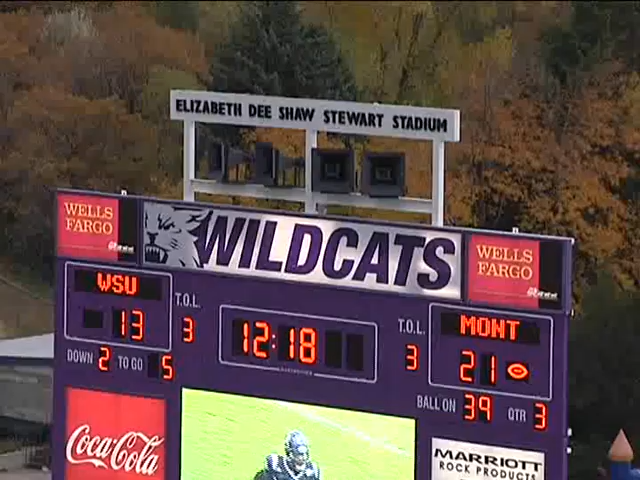 ELIZABETH DEE SHAW STEWART STADIUM
WELLS FARGO
WILDCATS
WELLS FARGO
WSU
T.O.L.
13
3
12:18
T.O.L.
3
MONT
21
DOWN 2 TO GO 5
BALL ON 39 QTR 3
Coca-Cola
MARRIOTT
ROCK PRODUCTS